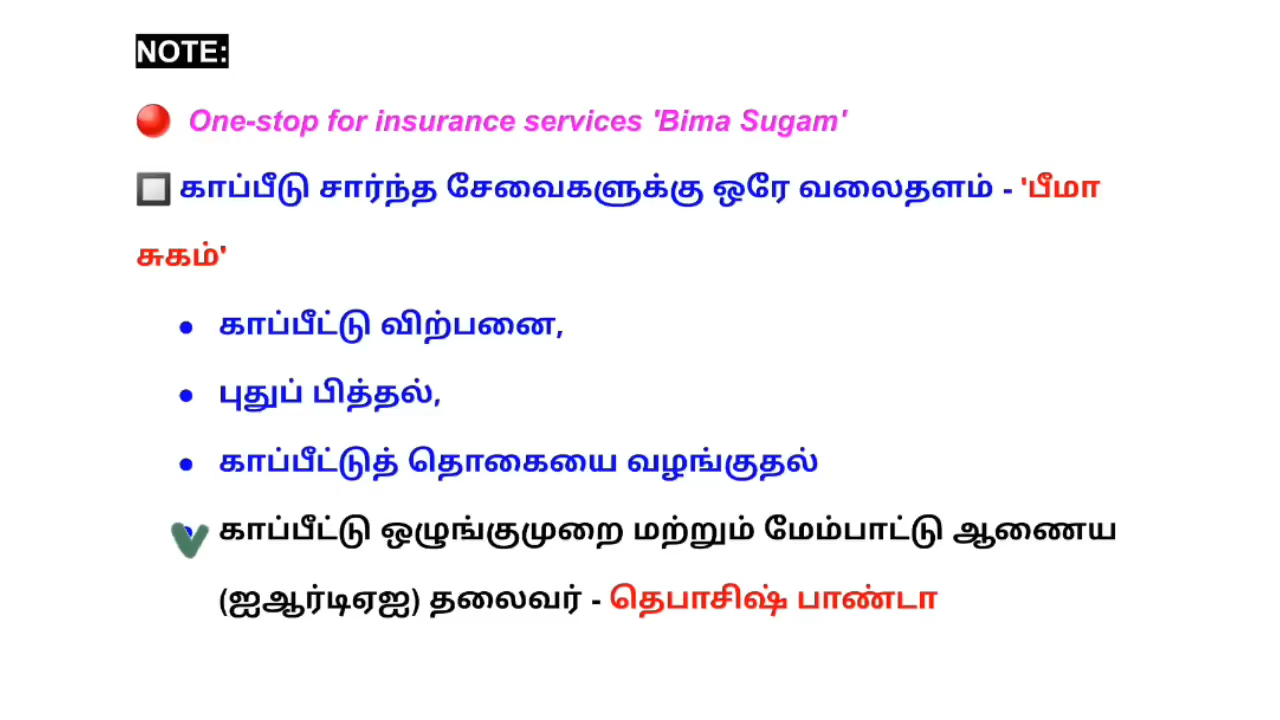 NOTE:
One-stop for insurance services 'Bima Sugam'
காப்பீடு சார்ந்த சேவைகளுக்கு ஒரே வலைதளம் - 'பீமா
சுகம்'
காப்பீட்டு விற்பனை,
புதுப் பித்தல்,
காப்பீட்டுத் தொகையை வழங்குதல்
காப்பீட்டு ஒழுங்குமுறை மற்றும் மேம்பாட்டு ஆணைய
(ஐஆர்டிஏஐ) தலைவர் - தெபாசிஷ் பாண்டா